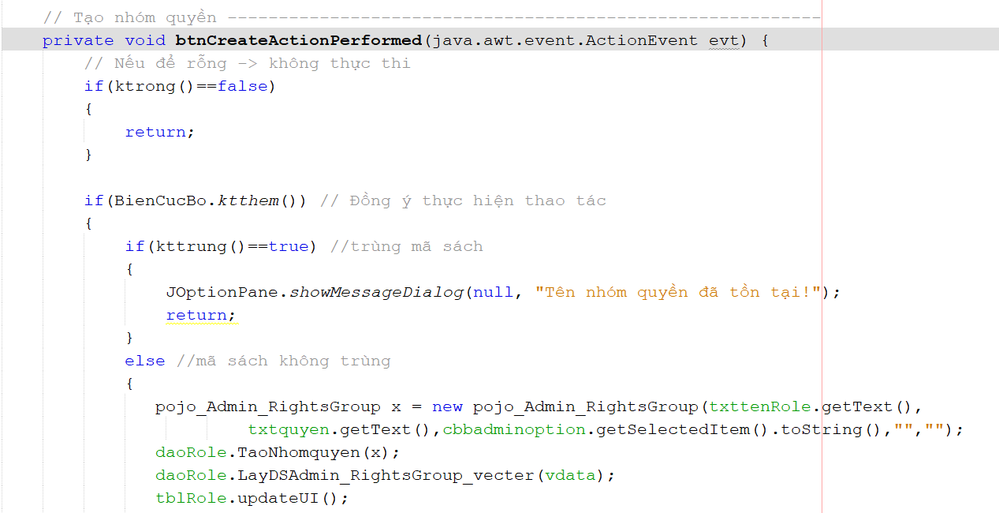 // Tạo nhóm quyền ----------------------------------------------------------
private void btnCreateActionPerformed(java.awt.event.ActionEvent evt) {
// Nếu để rỗng -> không thực thi
if(ktrong()==false)
{
return;
}
if(BienCucBo.ktthem()) // Đồng ý thực hiện thao tác
{
if(kttrung()==true) //trùng mã sách
{
JOptionPane.showMessageDialog(null, "Tên nhóm quyền đã tồn tại!");
return;
}
else //mã sách không trùng
{
pojo_Admin_RightsGroup x = new pojo_Admin_RightsGroup(txttenRole.getText(),
txtquyen.getText(),cbbadminoption.getSelectedItem().toString(),"","");
daoRole.TaoNhomquyen(x);
daoRole.LayDSAdmin_RightsGroup_vecter(vdata);
tblRole.updateUI();